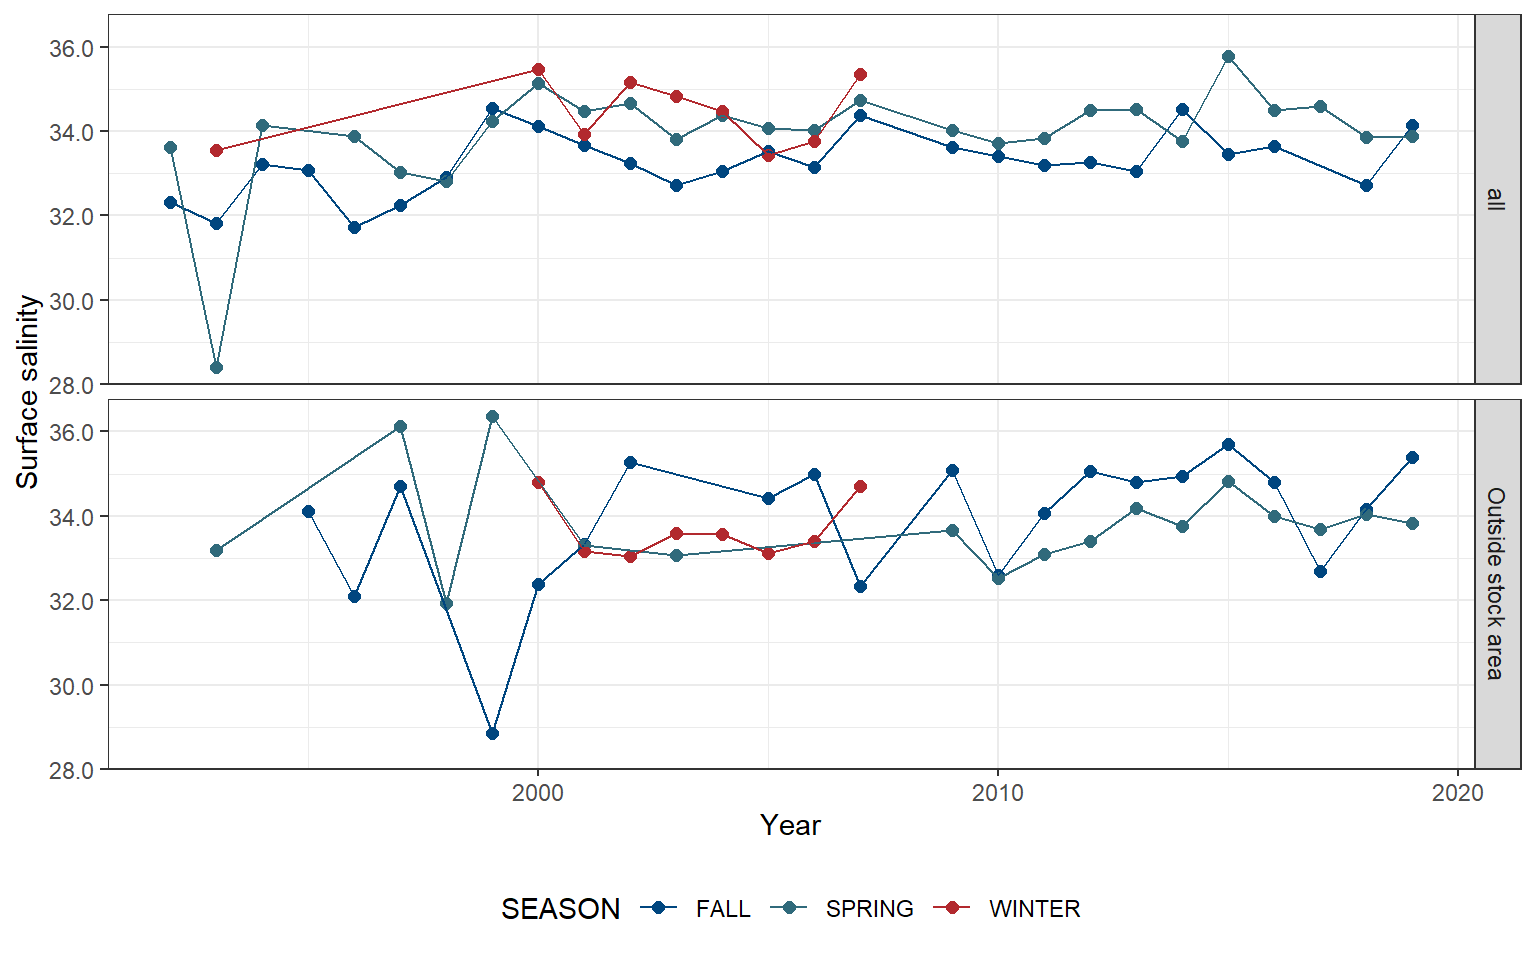 36.0
34.0
32.0
30.0
28.0
all
36.0
34.0
32.0
30.0
28.0
Outside stock area
Surface salinity
2000
2010
2020
Year
SEASON FALL SPRING WINTER